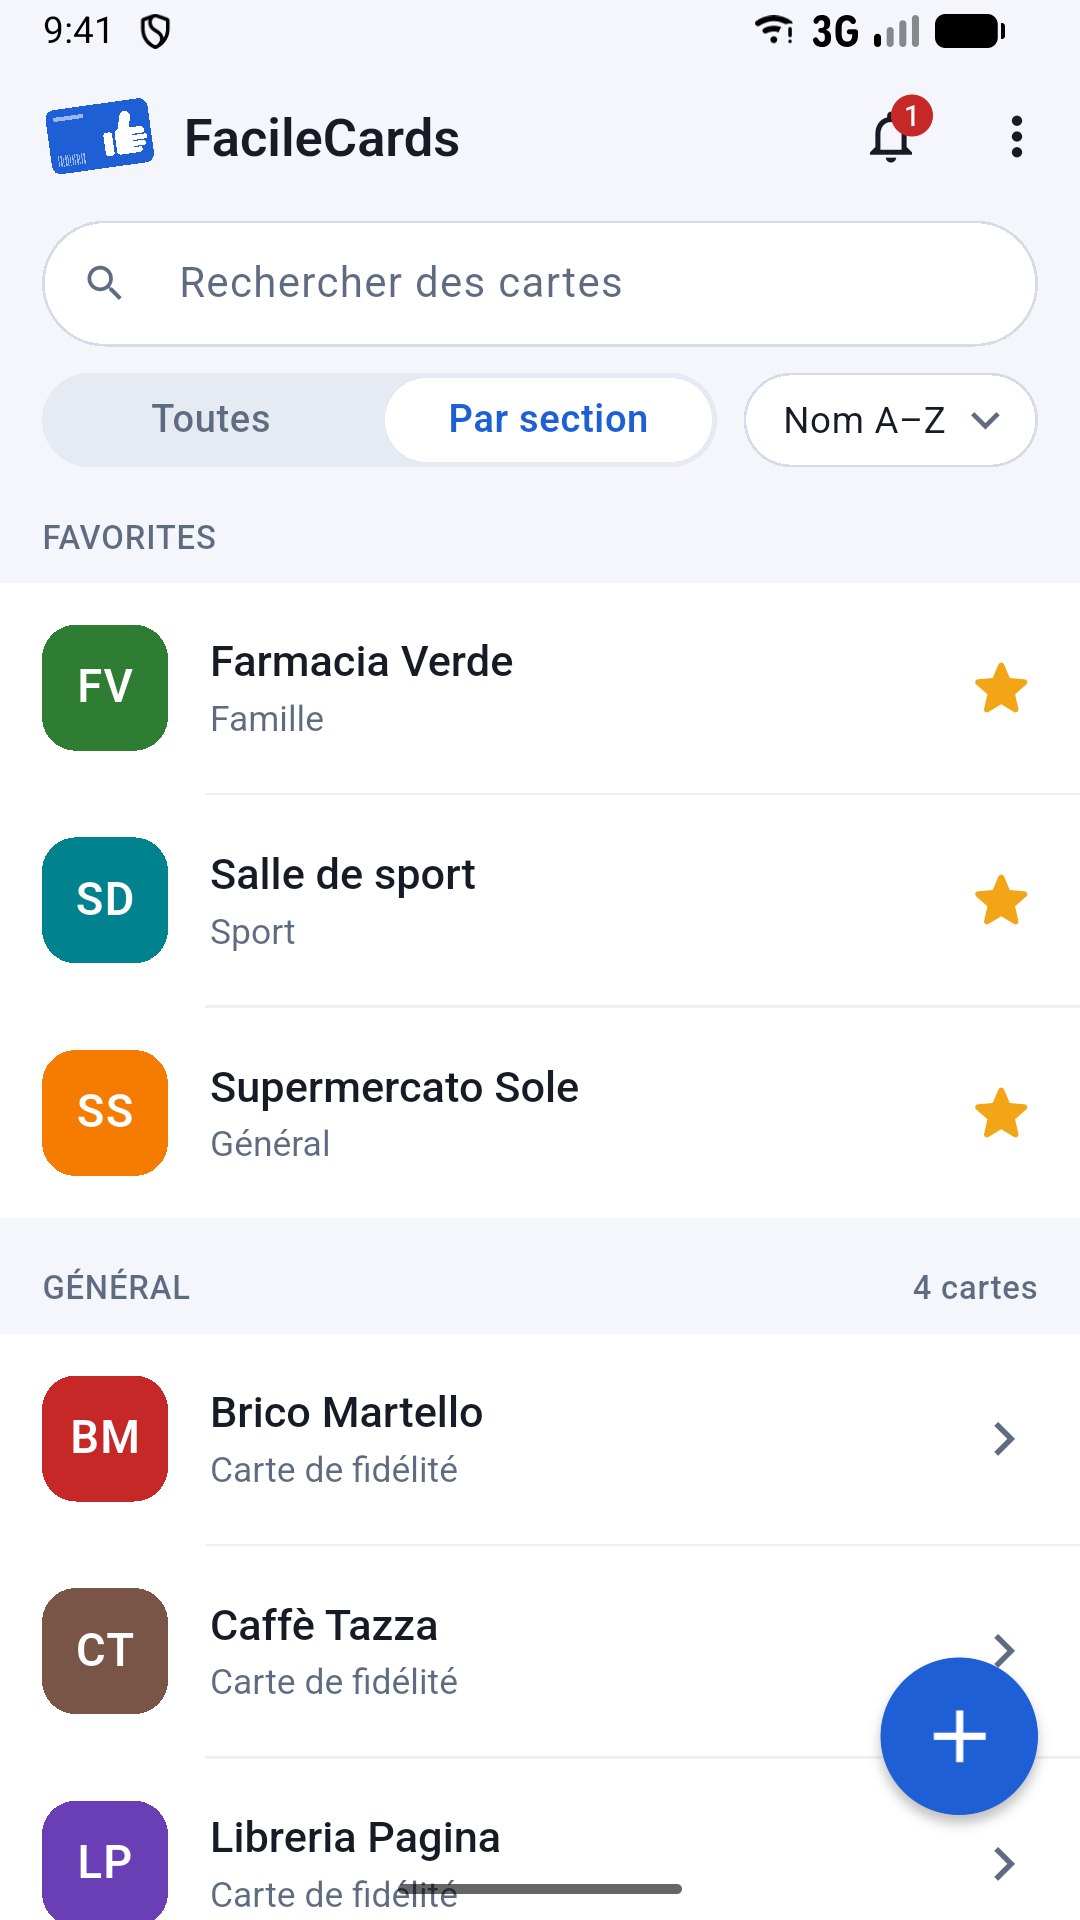 9:41
3G
FacileCards
1
Rechercher des cartes
Toutes
Par section
Nom A–Z
FAVORITES
FV
Farmacia Verde
Famille
SD
Salle de sport
Sport
SS
Supermercato Sole
Général
GÉNÉRAL
4 cartes
BM
Brico Martello
Carte de fidélité
CT
Caffè Tazza
Carte de fidélité
LP
Libreria Pagina
Carte de fidélité